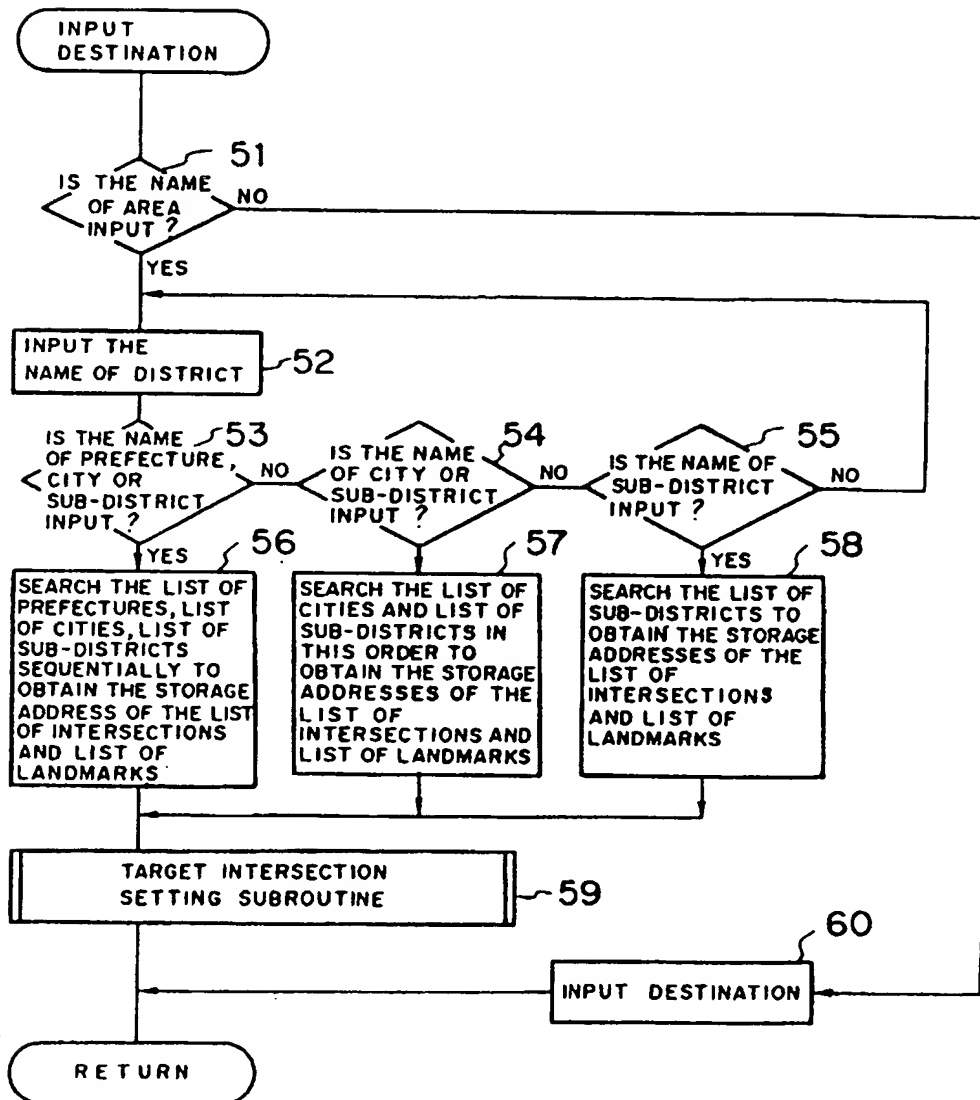 INPUT
DESTINATION
51
IS THE NAME
OF AREA
INPUT ?
NO
YES
INPUT THE
NAME OF DISTRICT
52
IS THE NAME
OF PREFECTURE,
CITY OR
SUB-DISTRICT
INPUT ?
53
NO
YES
IS THE NAME
OF CITY OR
SUB-DISTRICT
INPUT ?
54
NO
IS THE NAME OF
SUB-DISTRICT
INPUT ?
55
NO
YES
56
SEARCH THE LIST OF
PREFECTURES, LIST
OF CITIES, LIST OF
SUB-DISTRICTS
SEQUENTIALLY TO
OBTAIN THE STORAGE
ADDRESS OF THE LIST
OF INTERSECTIONS
AND LIST OF
LANDMARKS
57
SEARCH THE LIST OF
CITIES AND LIST OF
SUB-DISTRICTS IN
THIS ORDER TO
OBTAIN THE STORAGE
ADDRESSES OF THE
LIST OF
INTERSECTIONS AND
LIST OF LANDMARKS
58
SEARCH THE LIST OF
SUB-DISTRICTS TO
OBTAIN THE STORAGE
ADDRESSES OF THE
LIST OF
INTERSECTIONS
AND LIST OF
LANDMARKS
TARGET INTERSECTION
SETTING SUBROUTINE
59
60
INPUT DESTINATION
RETURN